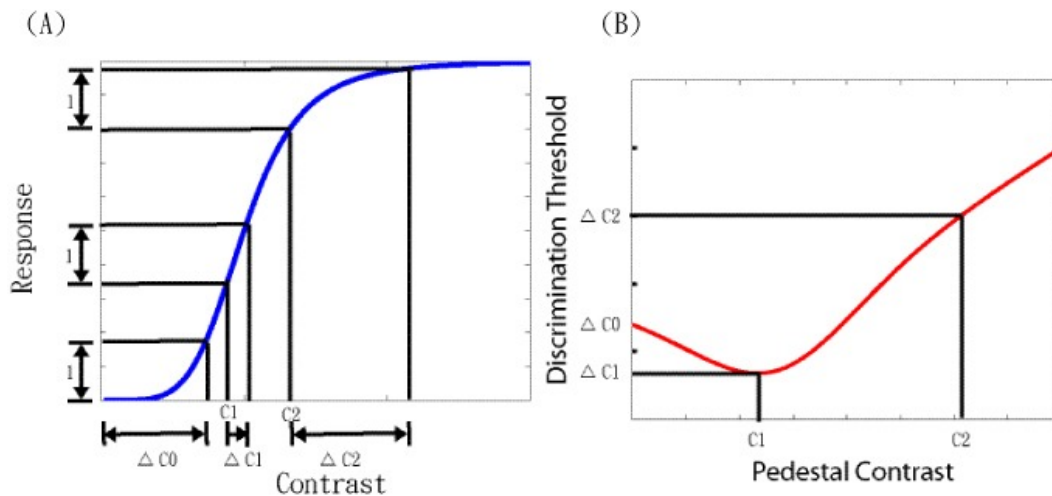 (A)
1
1
1
Response
C1
C2
△ C0
△ C1
△ C2
Contrast
(B)
Discrimination Threshold
△ C2
△ C0
△ C1
C1
C2
Pedestal Contrast